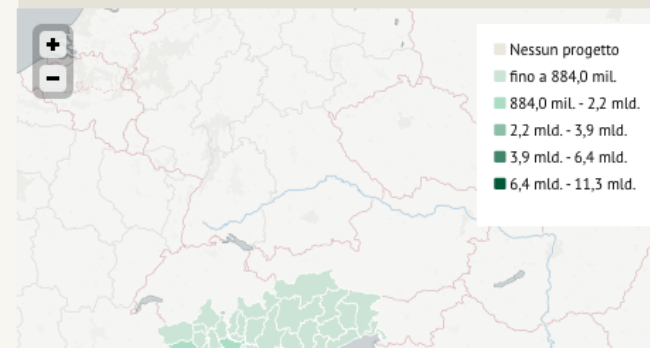 +
−
Nessun progetto
fino a 884,0 mil.
884,0 mil. - 2,2 mld.
2,2 mld. - 3,9 mld.
3,9 mld. - 6,4 mld.
6,4 mld. - 11,3 mld.